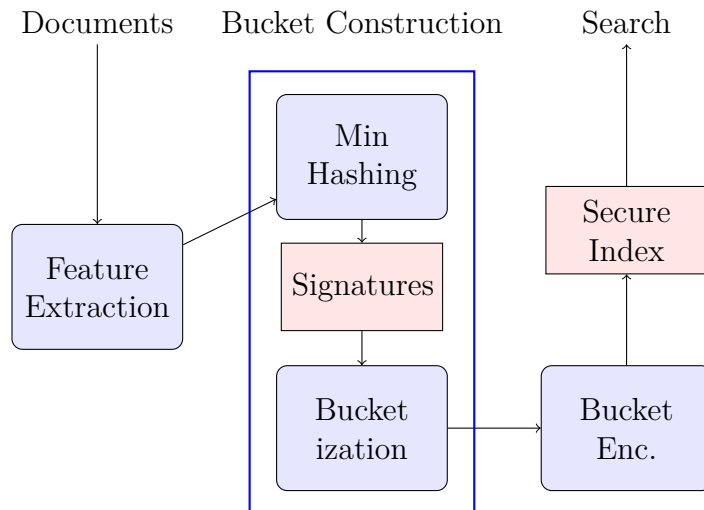 Documents
Bucket Construction
Search
Feature
Extraction
Min
Hashing
Signatures
Bucket
ization
Bucket
Enc.
Secure
Index